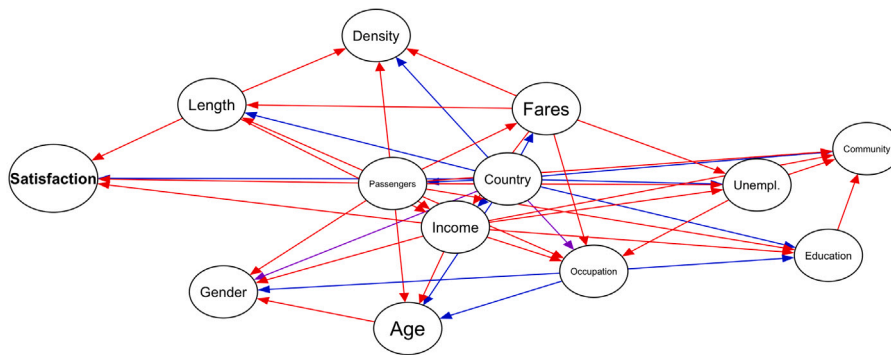 Density
Length
Fares
Community
Satisfaction
Passengers
Country
Unempl.
Income
Education
Occupation
Gender
Age